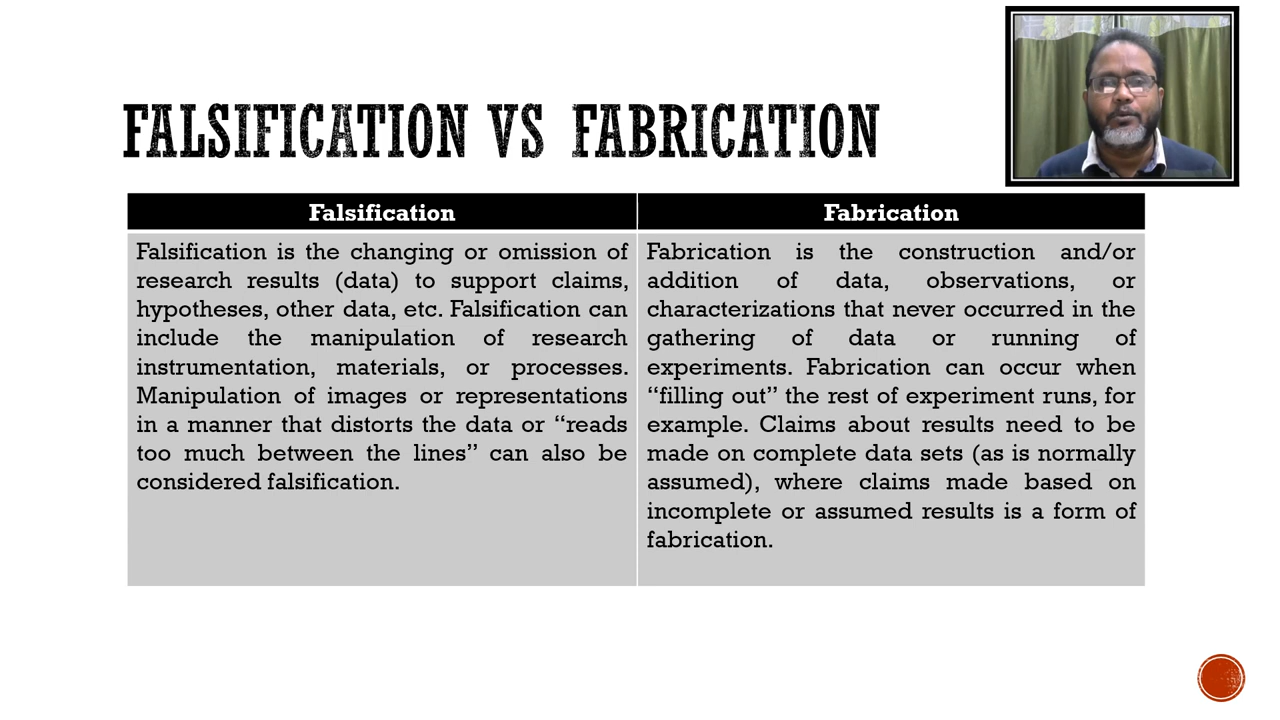 FALSIFICATION VS FABRICATION
Falsification
Falsification is the changing or omission of
research results (data) to support claims,
hypotheses, other data, etc. Falsification can
include the manipulation of research
instrumentation, materials, or processes.
Manipulation of images or representations
in a manner that distorts the data or “reads
too much between the lines” can also be
considered falsification.
Fabrication
Fabrication is the construction and/or
addition of data, observations, or
characterizations that never occurred in the
gathering of data or running of
experiments. Fabrication can occur when
“filling out” the rest of experiment runs, for
example. Claims about results need to be
made on complete data sets (as is normally
assumed), where claims made based on
incomplete or assumed results is a form of
fabrication.